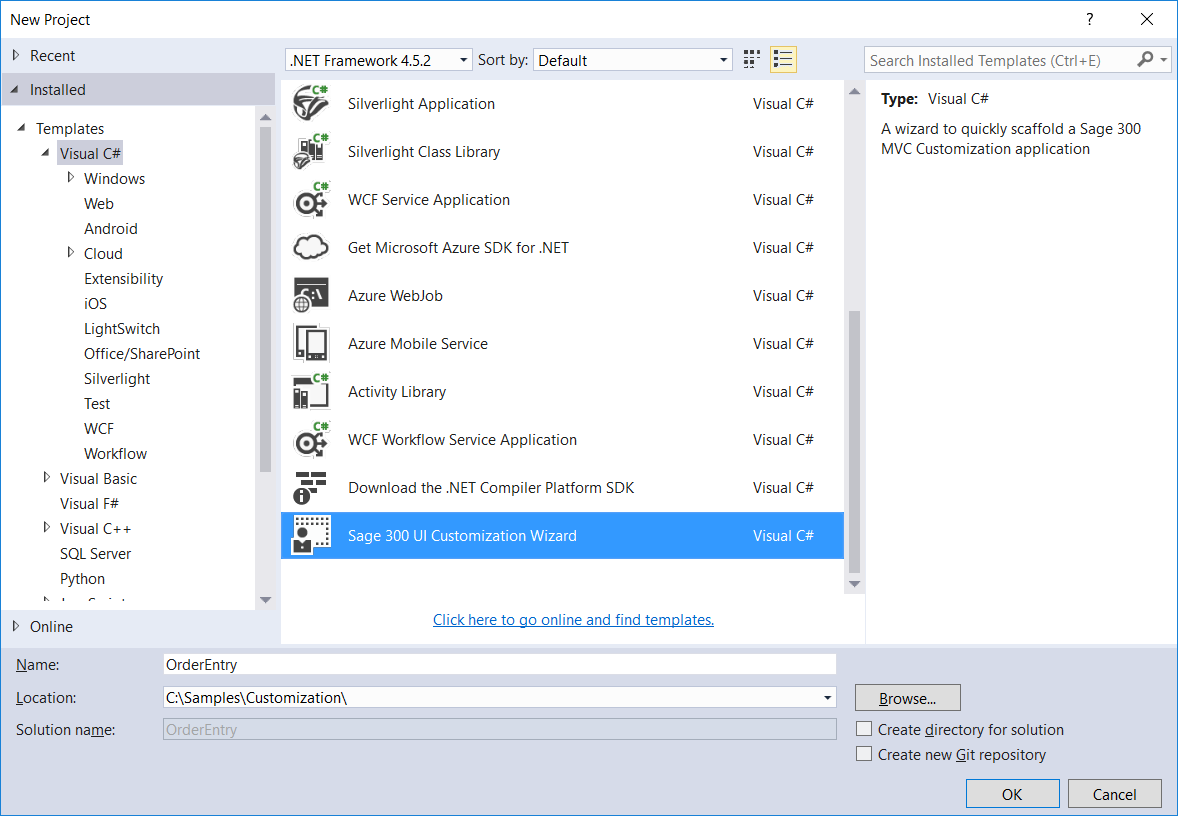 New Project
?
Recent
Installed
.NET Framework 4.5.2 Sort by: Default
Search Installed Templates (Ctrl+E)
Templates
Visual C#
Windows
Web
Android
Cloud
Extensibility
iOS
LightSwitch
Office/SharePoint
Silverlight
Test
WCF
Workflow
Visual Basic
Visual F#
Visual C++
SQL Server
Python
Online
Silverlight Application Visual C#
Silverlight Class Library Visual C#
WCF Service Application Visual C#
Get Microsoft Azure SDK for .NET Visual C#
Azure WebJob Visual C#
Azure Mobile Service Visual C#
Activity Library Visual C#
WCF Workflow Service Application Visual C#
Download the .NET Compiler Platform SDK Visual C#
Sage 300 UI Customization Wizard Visual C#
Click here to go online and find templates.
Type: Visual C#
A wizard to quickly scaffold a Sage 300
MVC Customization application
Name: OrderEntry
Location: C:\Samples\Customization\ Browse...
Solution name: OrderEntry
Create directory for solution
Create new Git repository
OK Cancel